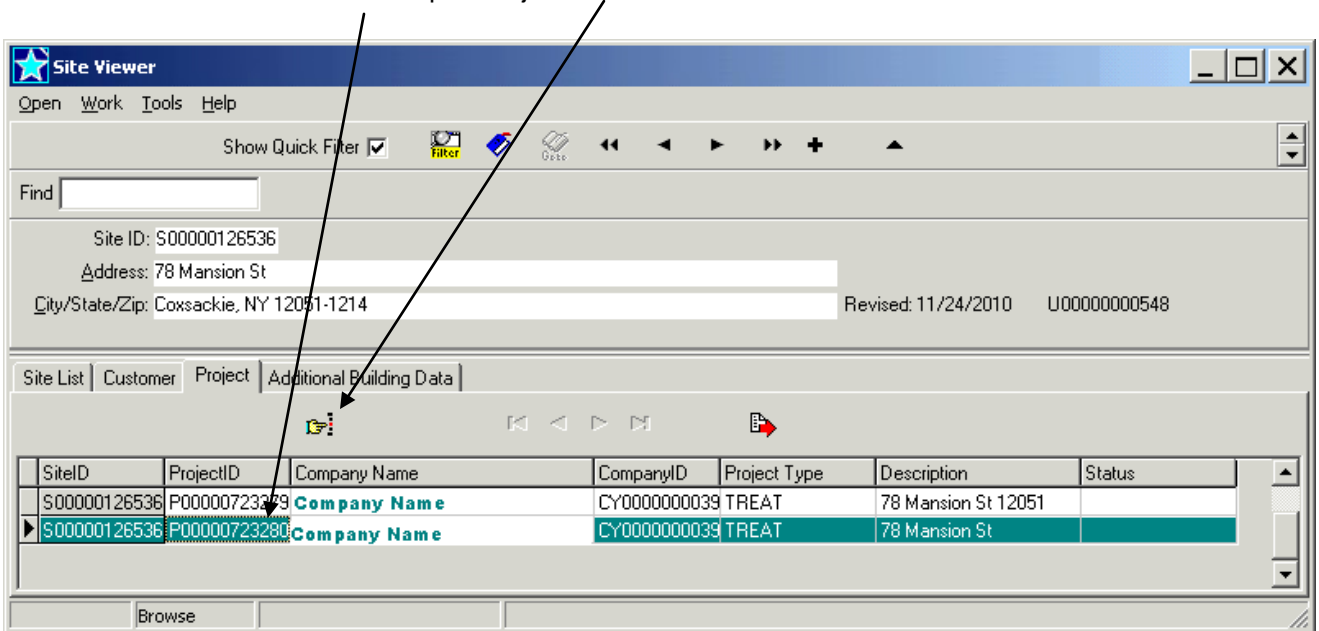 Site Viewer
Open Work Tools Help
Show Quick Filter filter Goto
Find
Site ID: S00000126536
Address: 78 Mansion St
City/State/Zip: Coxsackie, NY 12051-1214 Revised: 11/24/2010 U00000000548
Site List Customer Project Additional Building Data
SiteID ProjectID Company Name CompanyID Project Type Description Status
S00000126536 P00000723279 Company Name CY0000000039 TREAT 78 Mansion St 12051
S00000126536 P00000723280 Company Name CY0000000039 TREAT 78 Mansion St
Browse